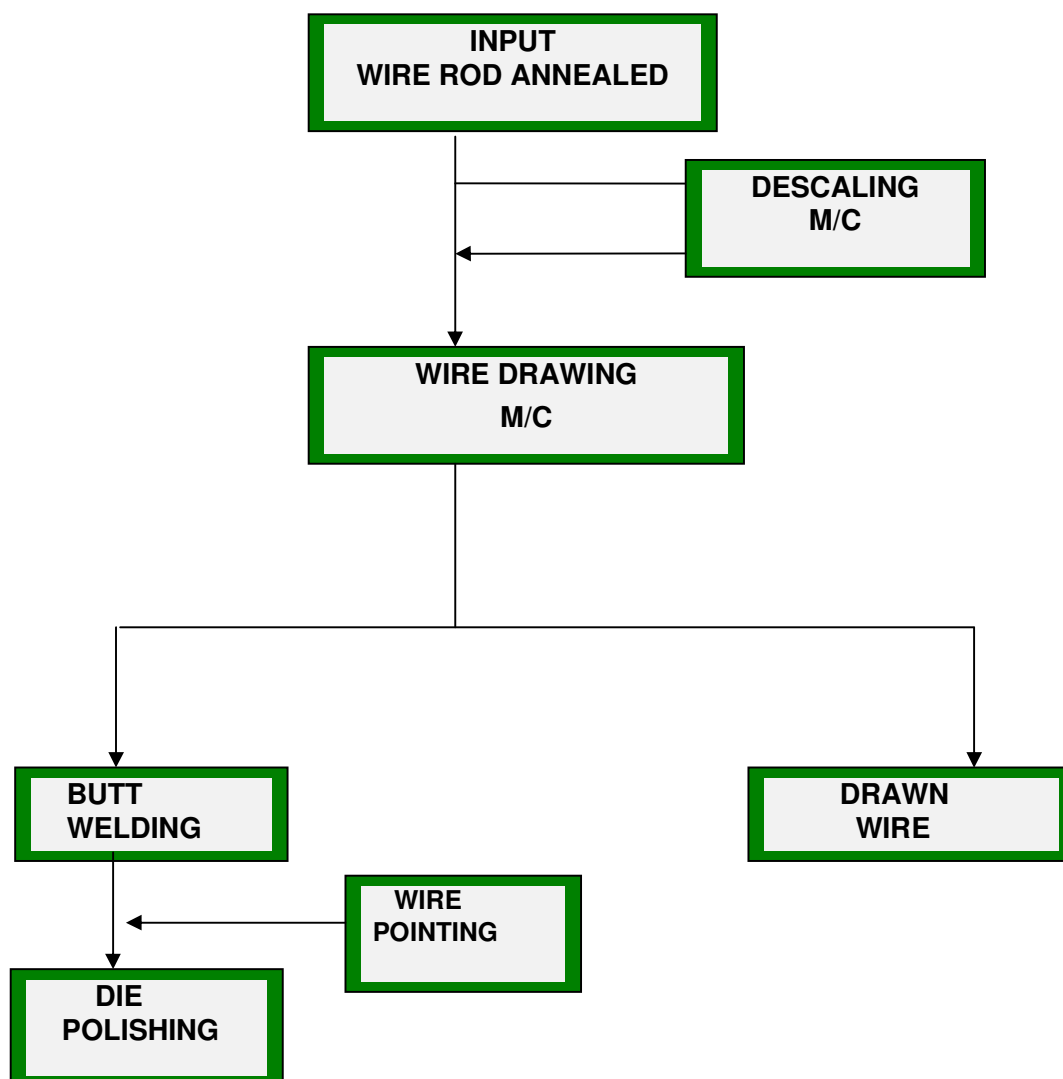 INPUT
WIRE ROD ANNEALED
DESCALING
M/C
WIRE DRAWING
M/C
BUTT
WELDING
DRAWN
WIRE
WIRE
POINTING
DIE
POLISHING